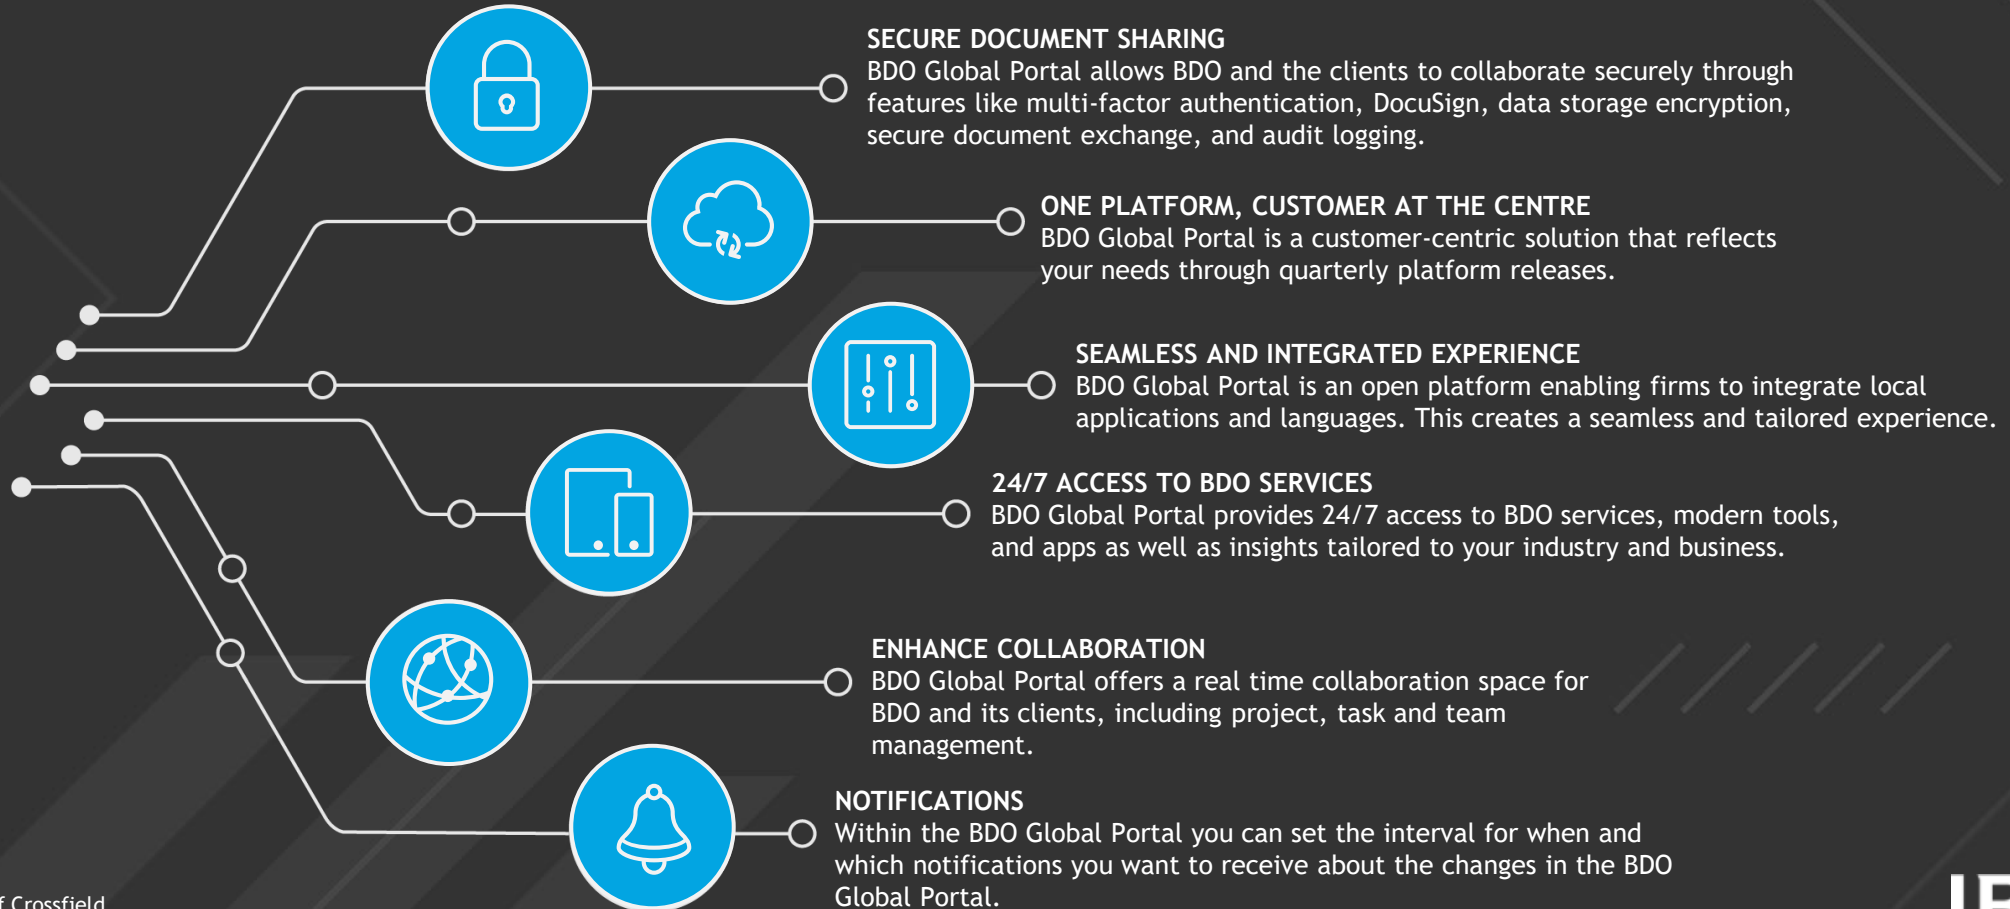 SECURE DOCUMENT SHARING
BDO Global Portal allows BDO and the clients to collaborate securely through
features like multi-factor authentication, DocuSign, data storage encryption,
secure document exchange, and audit logging.
ONE PLATFORM, CUSTOMER AT THE CENTRE
BDO Global Portal is a customer-centric solution that reflects
your needs through quarterly platform releases.
SEAMLESS AND INTEGRATED EXPERIENCE
BDO Global Portal is an open platform enabling firms to integrate local
applications and languages. This creates a seamless and tailored experience.
24/7 ACCESS TO BDO SERVICES
BDO Global Portal provides 24/7 access to BDO services, modern tools,
and apps as well as insights tailored to your industry and business.
ENHANCE COLLABORATION
BDO Global Portal offers a real time collaboration space for
BDO and its clients, including project, task and team
management.
NOTIFICATIONS
Within the BDO Global Portal you can set the interval for when and
which notifications you want to receive about the changes in the BDO
Global Portal.
Crossfield